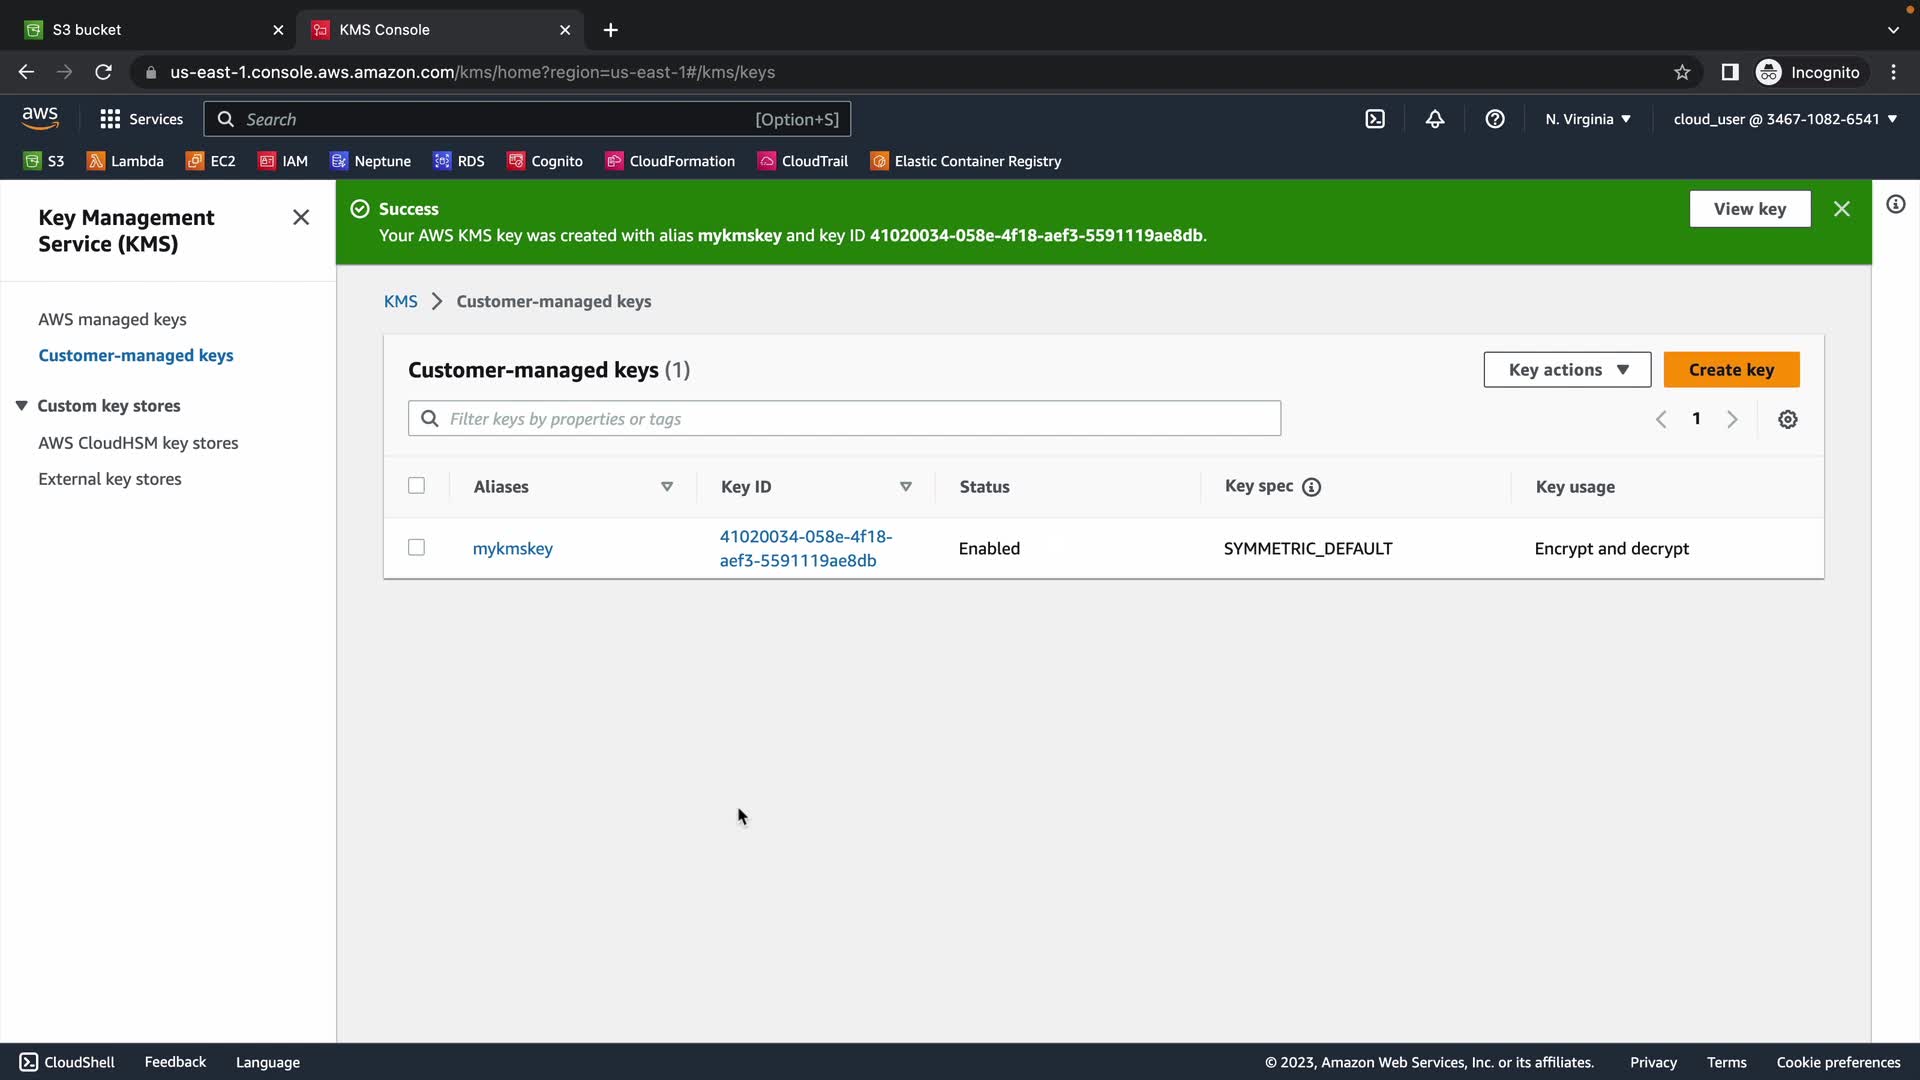 S3 bucket
KMS Console
us-east-1.console.aws.amazon.com/kms/home?region=us-east-1#/kms/keys
Incognito
aws
Services
Search
[Option+S]
N. Virginia
cloud_user @ 3467-1082-6541
S3
Lambda
EC2
IAM
Neptune
RDS
Cognito
CloudFormation
CloudTrail
Elastic Container Registry
Key Management
Service (KMS)
AWS managed keys
Customer-managed keys
Custom key stores
AWS CloudHSM key stores
External key stores
Success
Your AWS KMS key was created with alias mykmskey and key ID 41020034-058e-4f18-aef3-5591119ae8db.
View key
KMS
Customer-managed keys
Customer-managed keys (1)
Key actions
Create key
Filter keys by properties or tags
1
Aliases
Key ID
Status
Key spec
Key usage
mykmskey
41020034-058e-4f18-
aef3-5591119ae8db
Enabled
SYMMETRIC_DEFAULT
Encrypt and decrypt
CloudShell
Feedback
Language
© 2023, Amazon Web Services, Inc. or its affiliates.
Privacy
Terms
Cookie preferences